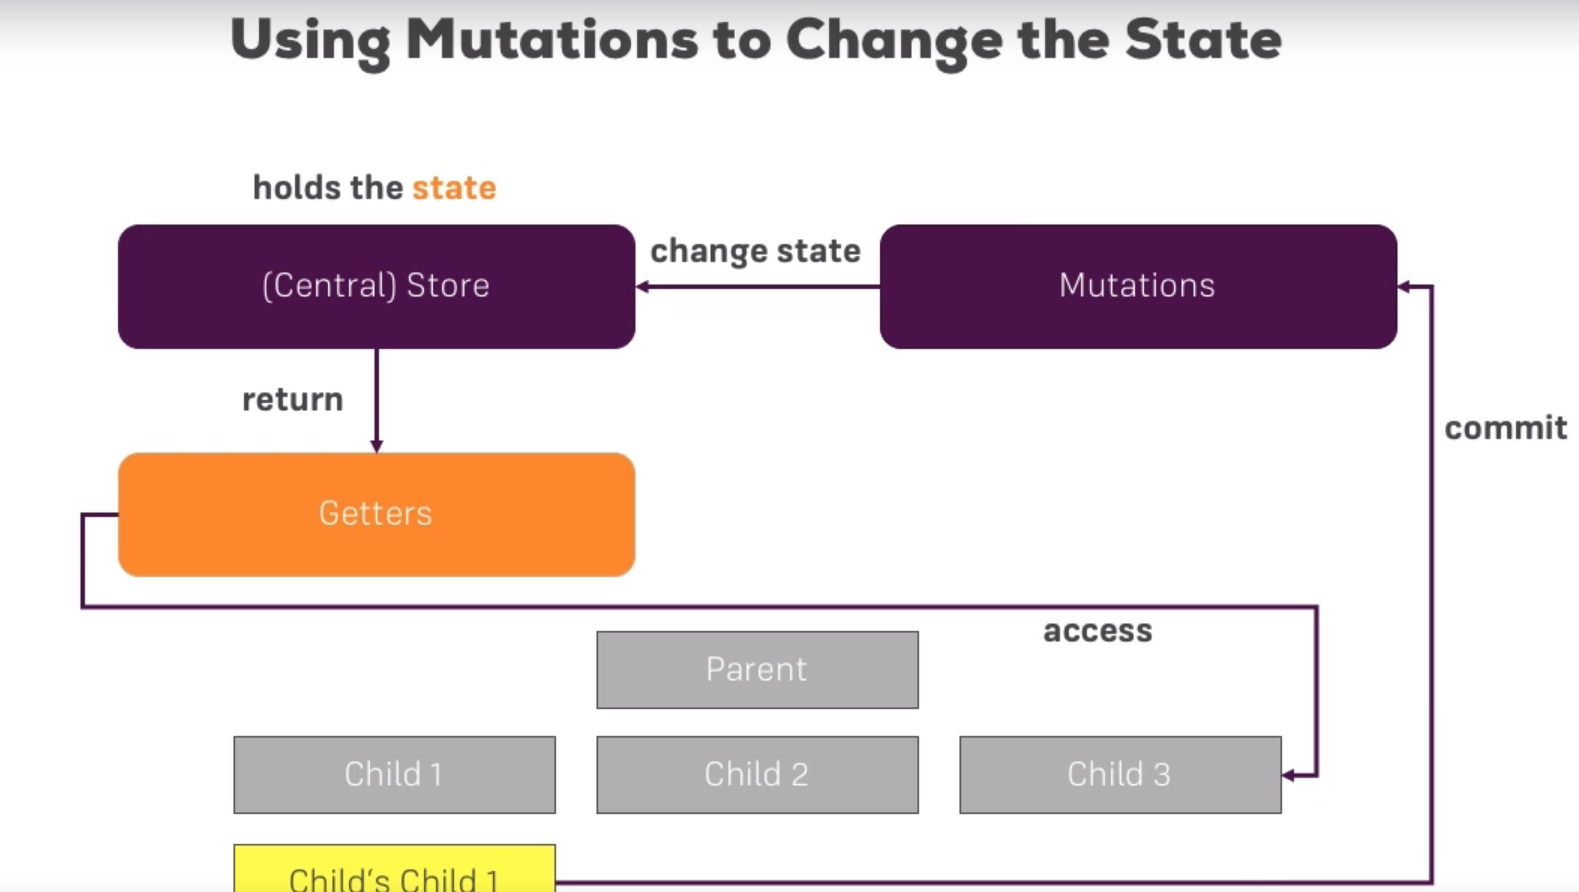 Using Mutations to Change the State
holds the state
(Central) Store
change state
Mutations
return
commit
Getters
access
Parent
Child 1
Child 2
Child 3
Child's Child 1